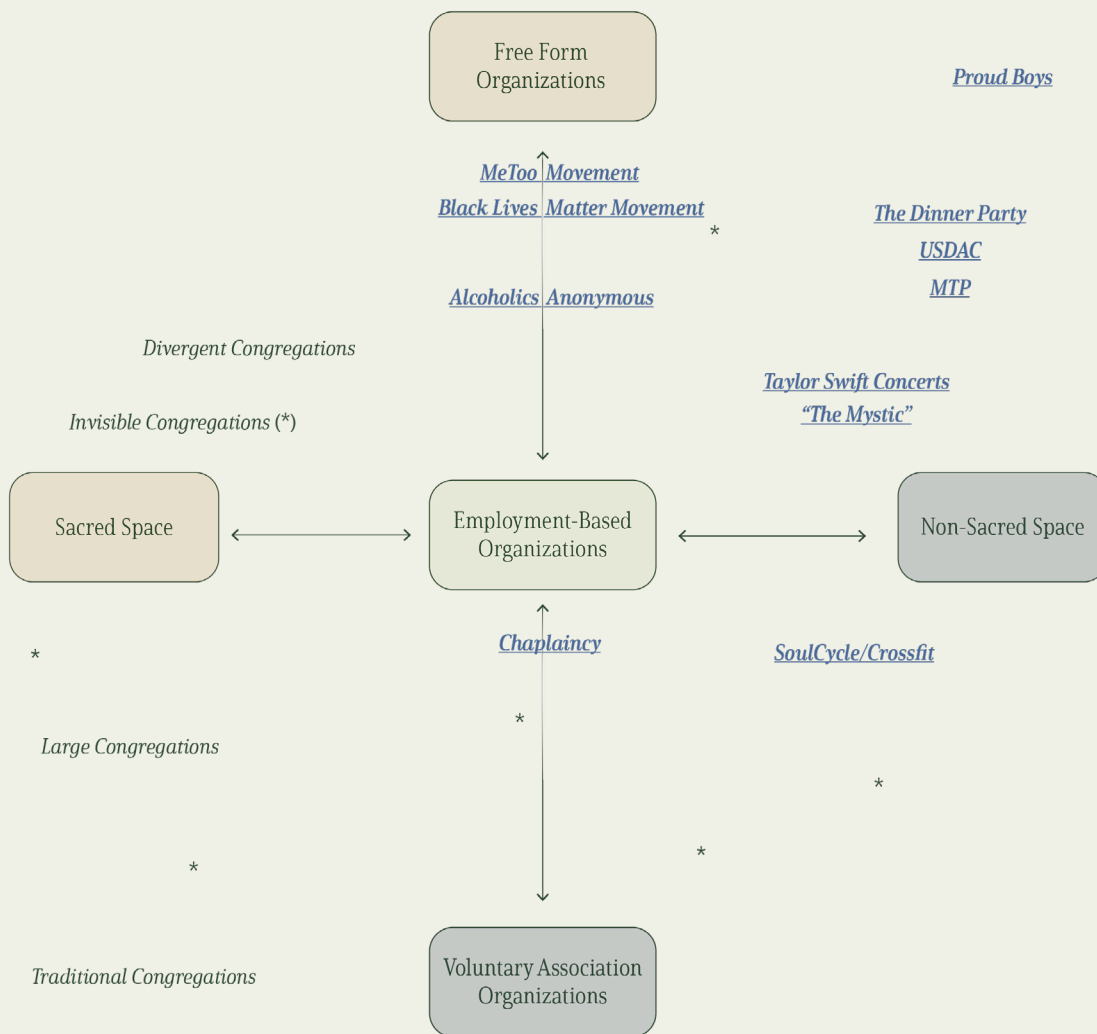 Free Form
Organizations
Proud Boys
MeToo Movement
Black Lives Matter Movement
*
The Dinner Party
USDAC
MTP
Alcoholics Anonymous
Divergent Congregations
Taylor Swift Concerts
“The Mystic”
Invisible Congregations (*)
Sacred Space
Employment-Based
Organizations
Non-Sacred Space
Chaplaincy
SoulCycle/Crossfit
*
*
Large Congregations
*
*
*
Traditional Congregations
Voluntary Association
Organizations